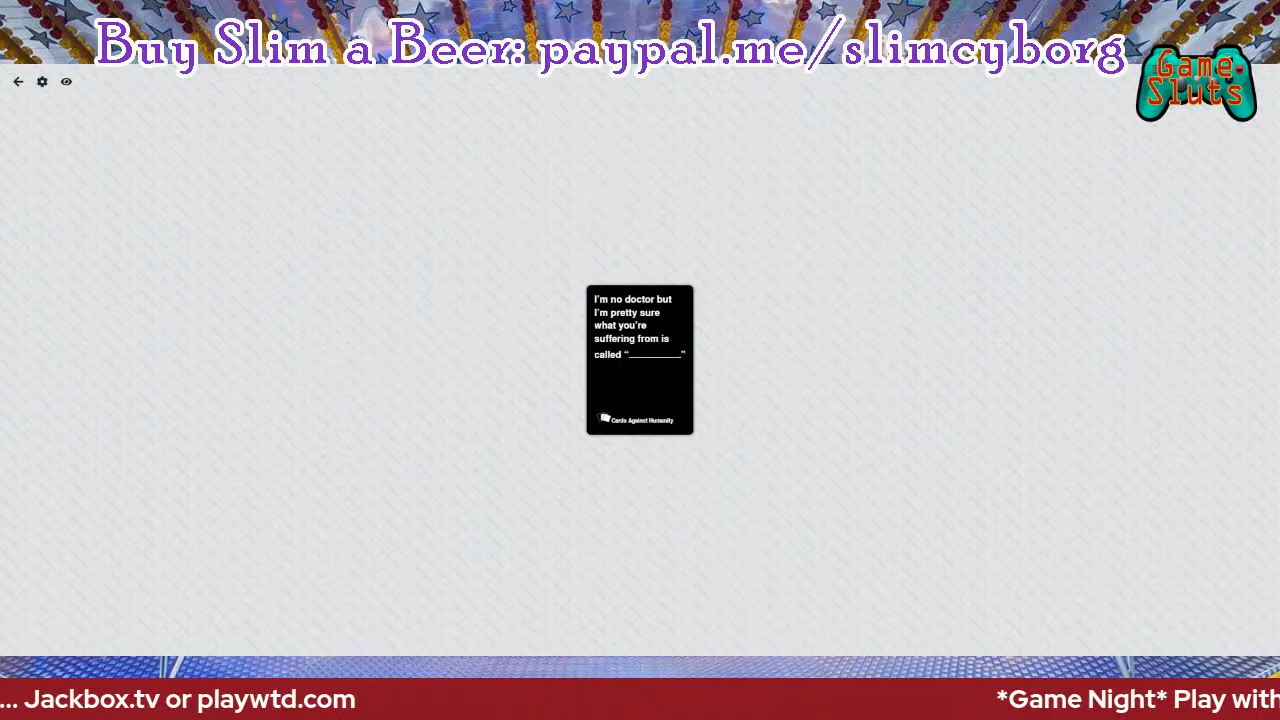 Buy Slim a Beer: paypal.me/slimcyborg
Game
Sluts
I'm no doctor but
I'm pretty sure
what you're
suffering from is
called “__________.”
Cards Against Humanity
... Jackbox.tv or playwtd.com
*Game Night* Play with